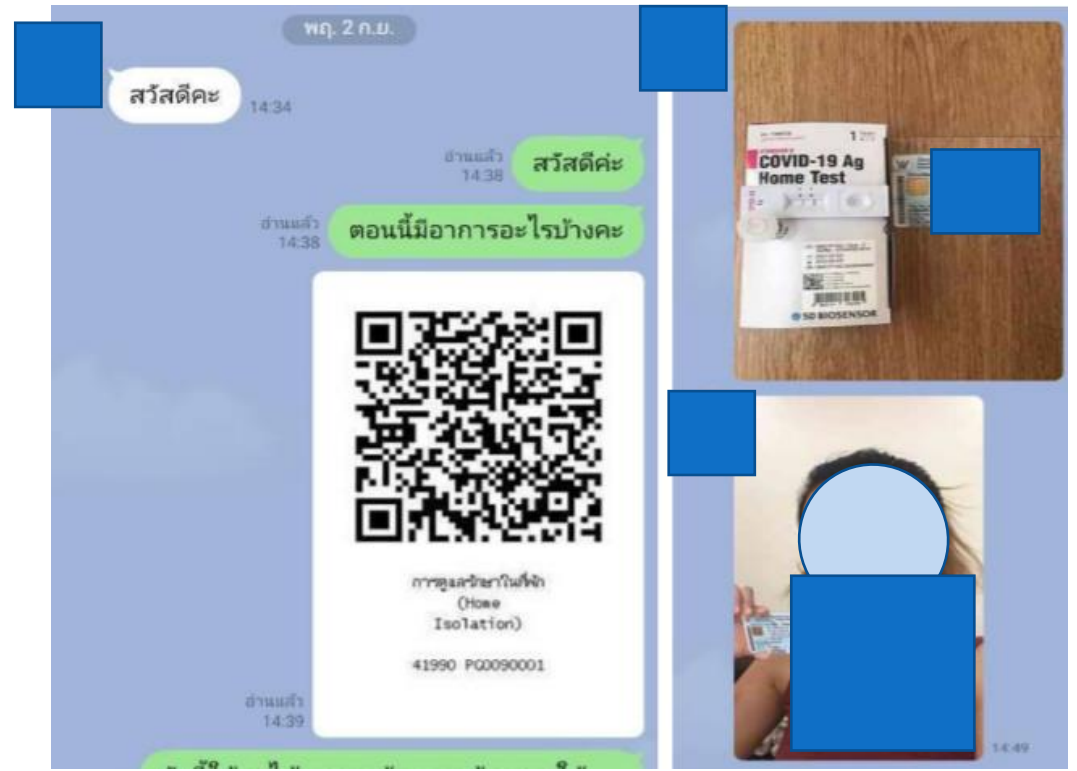 พฤ. 2 ก.ย.
สวัสดีคะ
14:34
สวัสดีค่ะ
อ่านแล้ว
14:38
ตอนนี้มีอาการอะไรบ้างคะ
อ่านแล้ว
14:38
การดูแลรักษาในที่พัก
(Home
Isolation)
41990 PG0090001
อ่านแล้ว
14:39
COVID-19 Ag
Home Test
SD BIOSENSOR
14:49